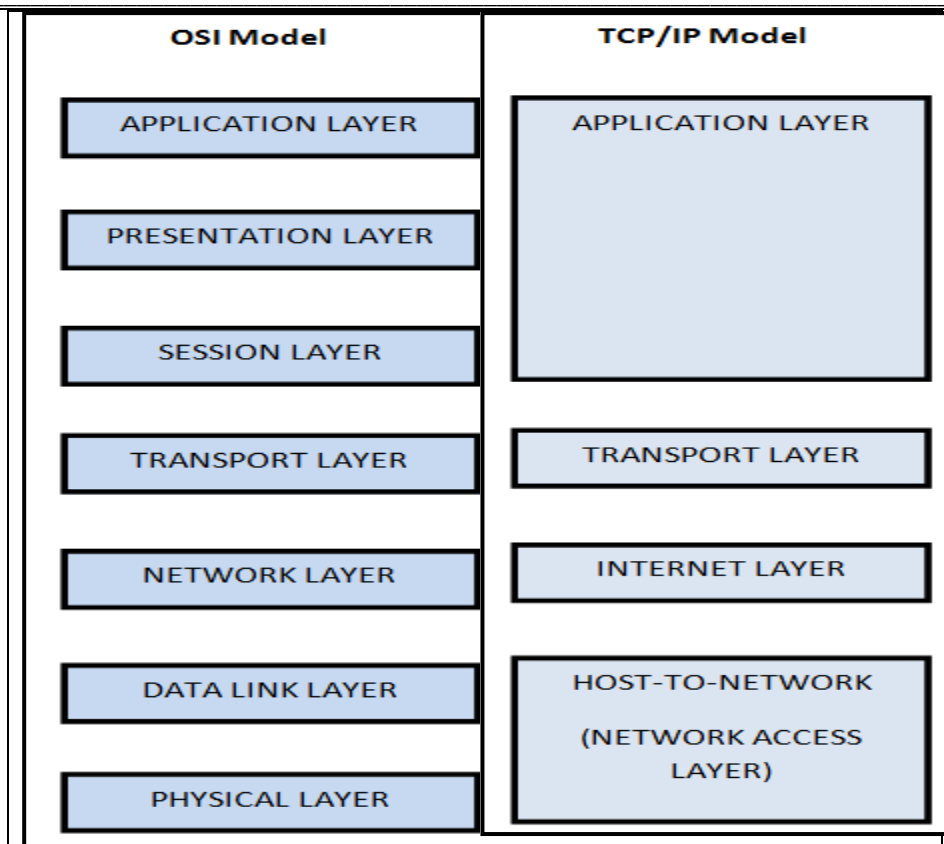 OSI Model
APPLICATION LAYER
PRESENTATION LAYER
SESSION LAYER
TRANSPORT LAYER
NETWORK LAYER
DATA LINK LAYER
PHYSICAL LAYER
TCP/IP Model
APPLICATION LAYER
TRANSPORT LAYER
INTERNET LAYER
HOST-TO-NETWORK
(NETWORK ACCESS
LAYER)